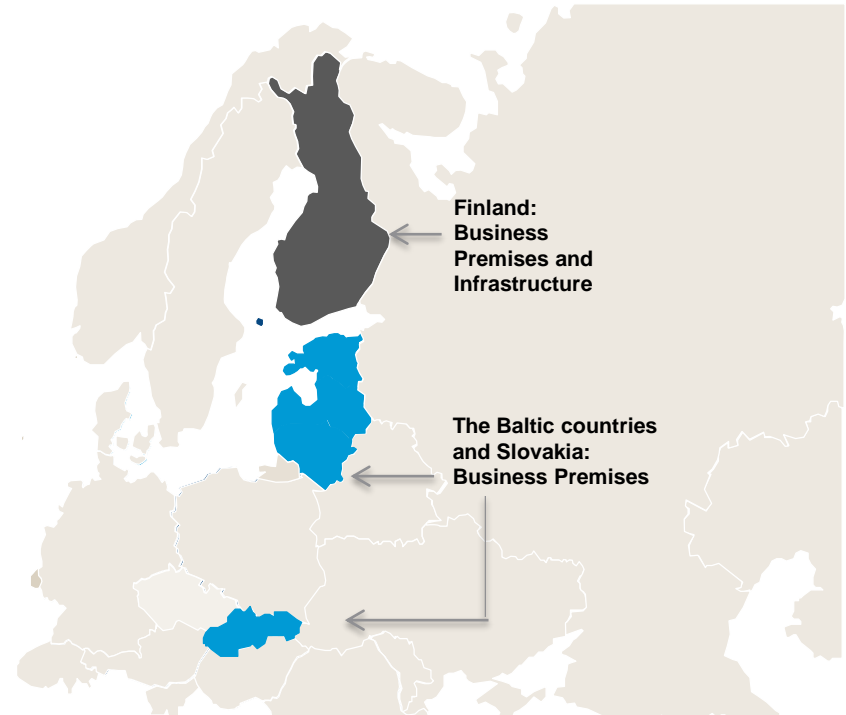 Finland:
Business
Premises and
Infrastructure
The Baltic countries
and Slovakia:
Business Premises